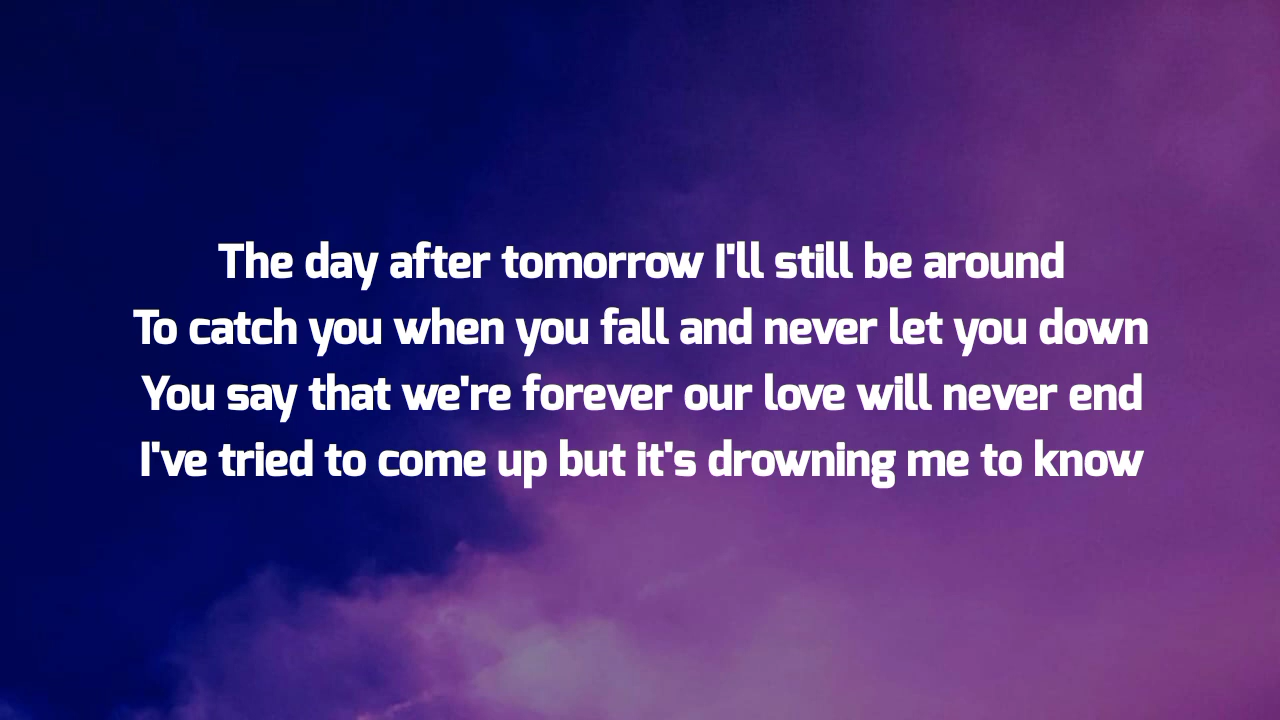 The day after tomorrow I'll still be around
To catch you when you fall and never let you down
You say that we're forever our love will never end
I've tried to come up but it's drowning me to know